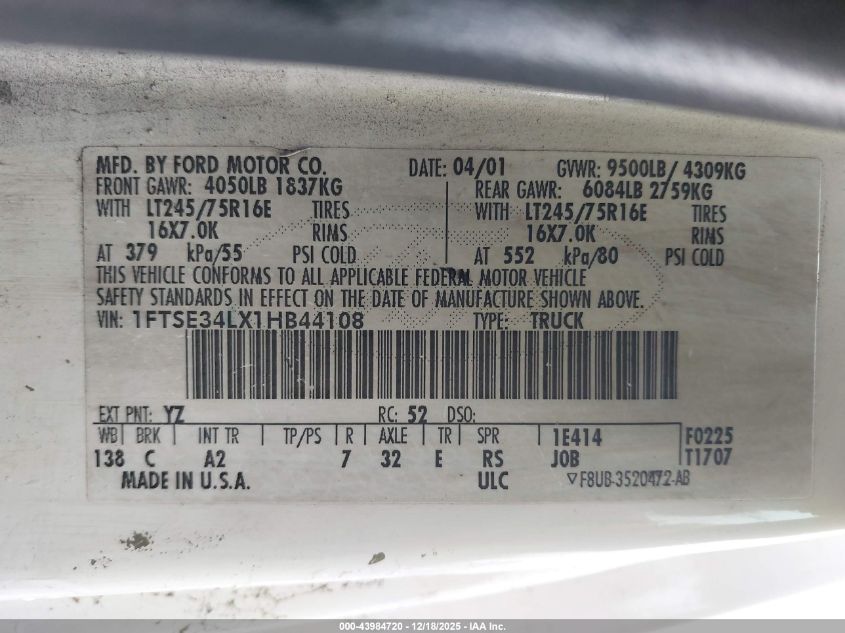 MFD. BY FORD MOTOR CO. DATE: 04/01 GVWR: 9500LB/ 4309KG
FRONT GAWR: 4050LB 1837KG REAR GAWR: 6084LB 2759KG
WITH LT245/75R16E TIRES WITH LT245/75R16E TIRES
16X7.0K RIMS 16X7.0K RIMS
AT 379 kPa/55 PSI COLD AT 552 kPa/80 PSI COLD
THIS VEHICLE CONFORMS TO ALL APPLICABLE FEDERAL MOTOR VEHICLE
SAFETY STANDARDS IN EFFECT ON THE DATE OF MANUFACTURE SHOWN ABOVE.
VIN: 1FTSE34LX1HB44108 TYPE: TRUCK
EXT PNT: YZ RC: 52 DSO:
WB BRK INT TR TP/PS R AXLE TR SPR 1E414 F0225
138 C A2 7 32 E RS JOB T1707
MADE IN U.S.A. ULC ▽F8UB-3520472-AB
000-43984720 - 12/18/2025 - IAA Inc.